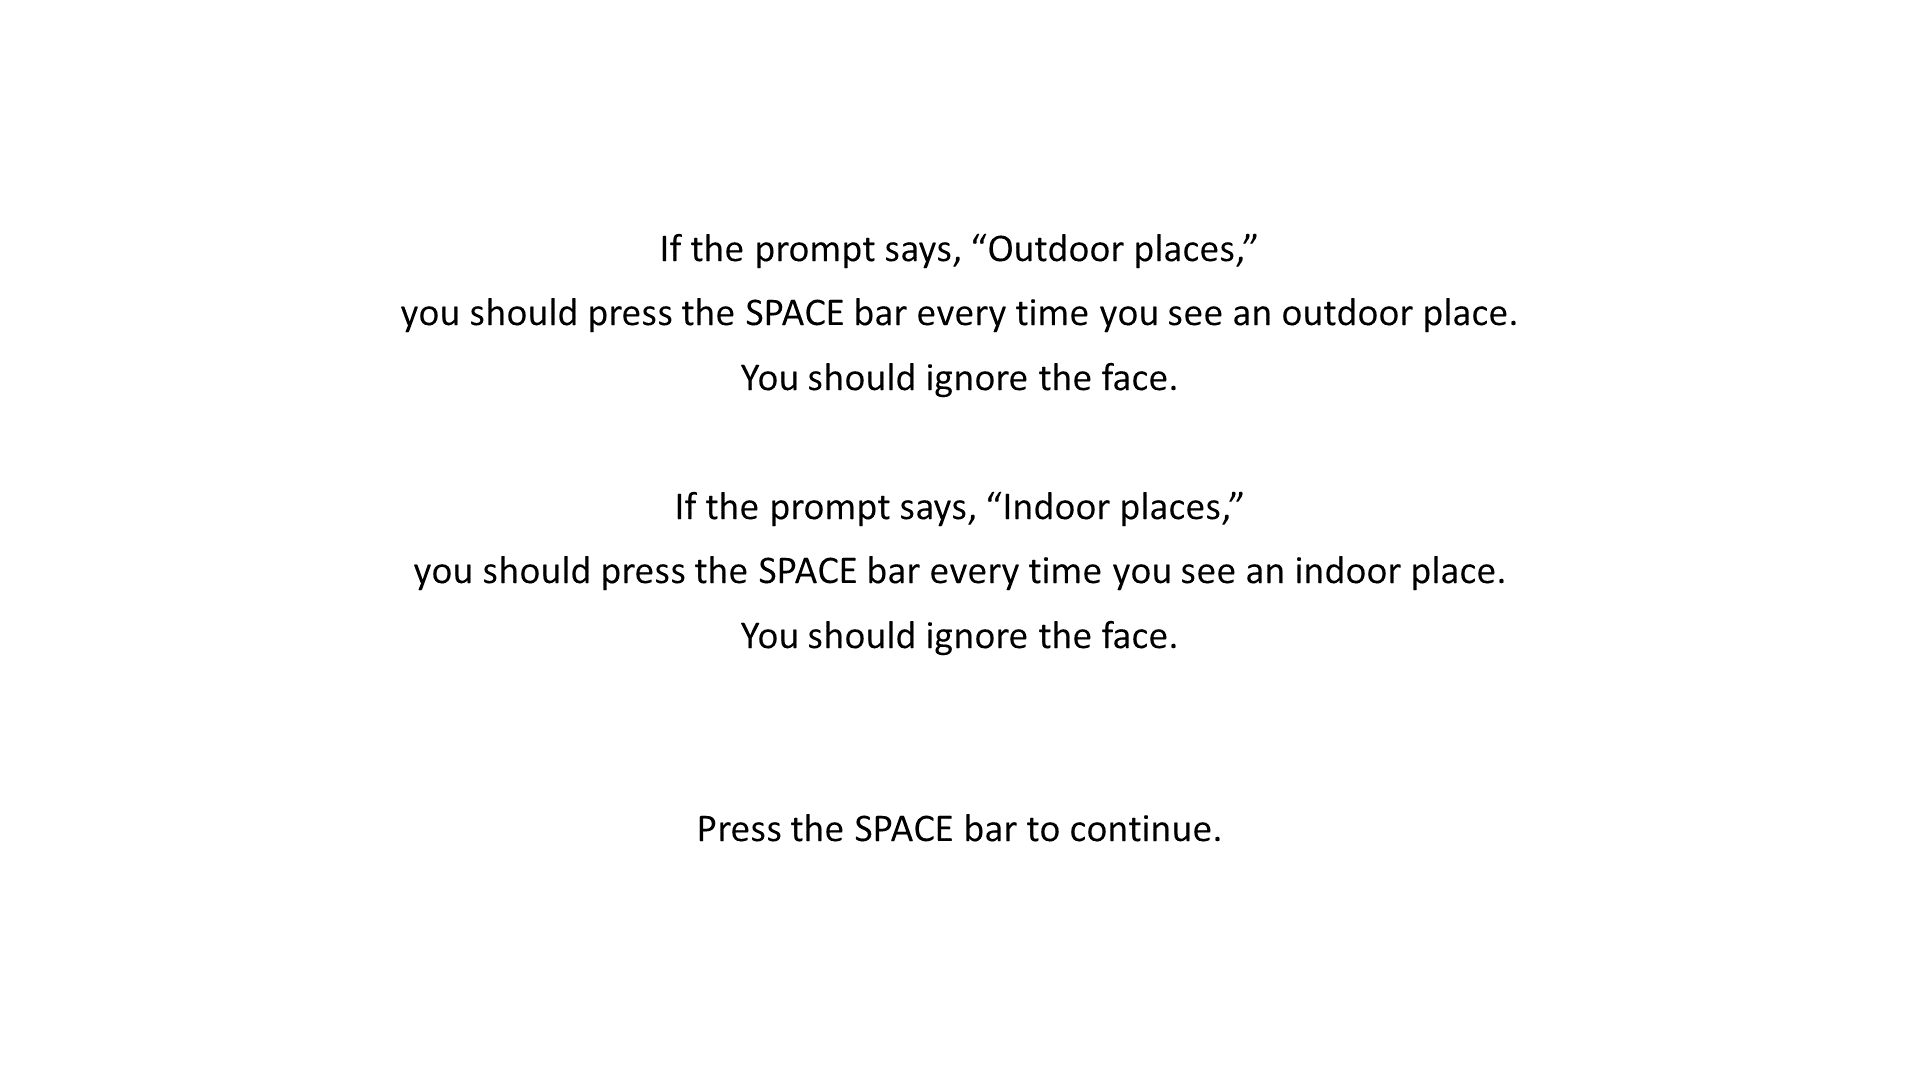 If the prompt says, “Outdoor places,”
you should press the SPACE bar every time you see an outdoor place.
You should ignore the face.
If the prompt says, “Indoor places,”
you should press the SPACE bar every time you see an indoor place.
You should ignore the face.
Press the SPACE bar to continue.